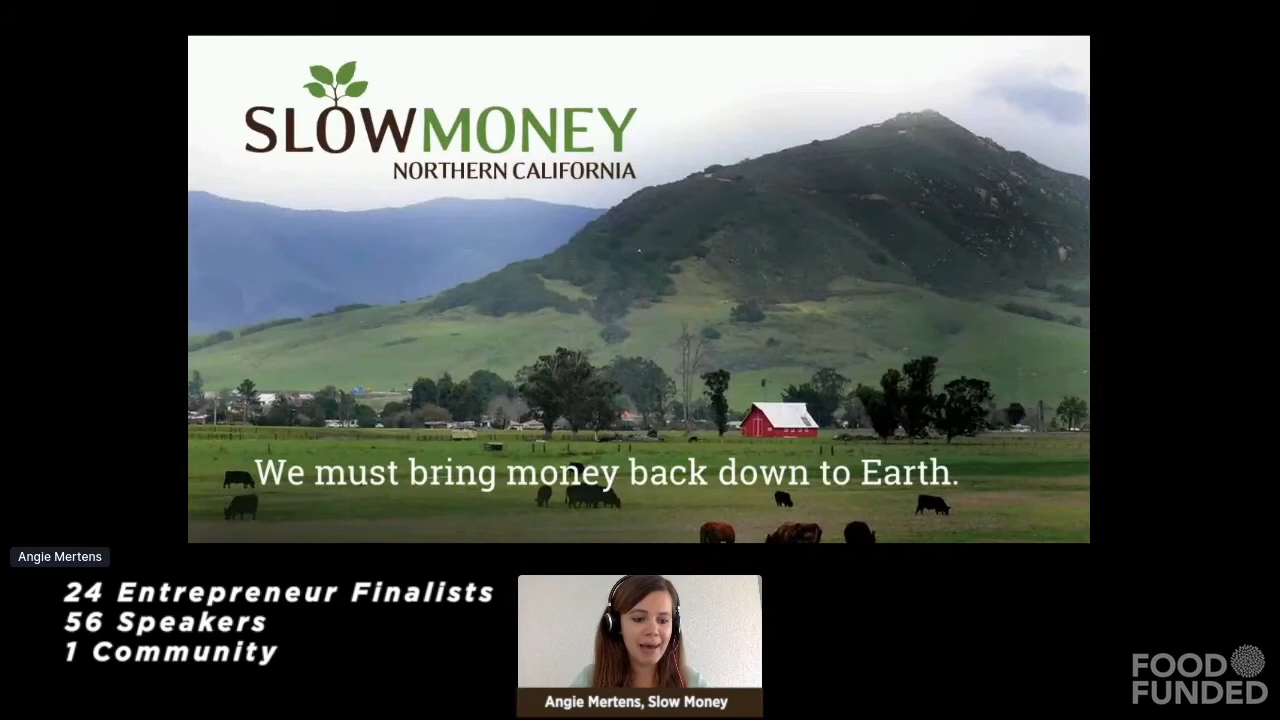 SLOWMONEY
NORTHERN CALIFORNIA
We must bring money back down to Earth.
Angie Mertens
24 Entrepreneur Finalists
56 Speakers
1 Community
Angie Mertens, Slow Money
FOOD
FUNDED